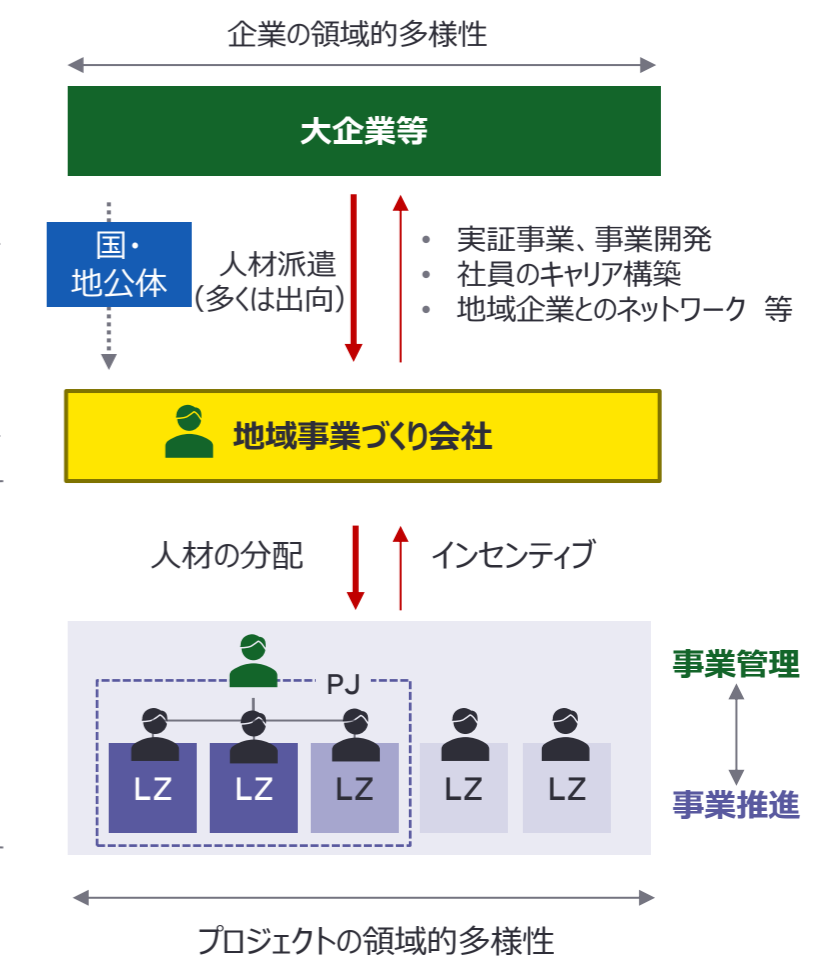 企業の領域的多様性
大企業等
国・
地公体
人材派遣
(多くは出向)
• 実証事業、事業開発
• 社員のキャリア構築
• 地域企業とのネットワーク 等
地域事業づくり会社
人材の分配
インセンティブ
事業管理
PJ
LZ
LZ
LZ
LZ
LZ
事業推進
プロジェクトの領域的多様性